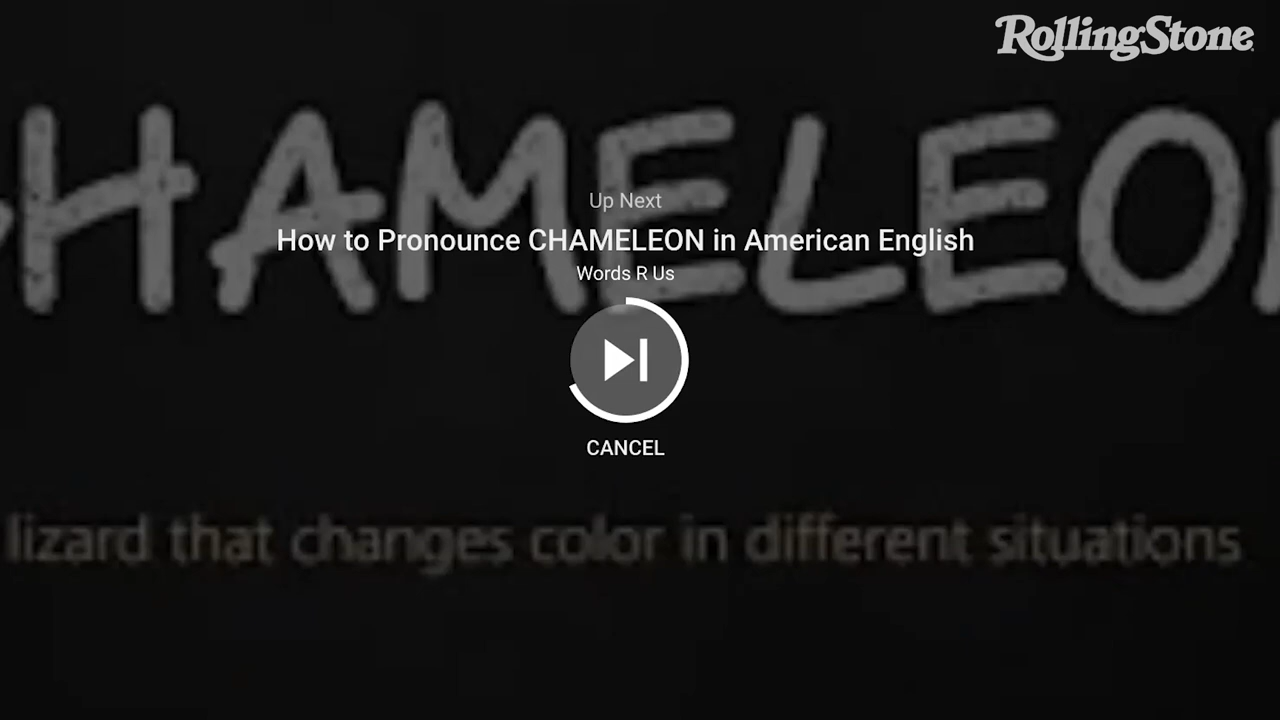 RollingStone
CHAMELEON
Up Next
How to Pronounce CHAMELEON in American English
Words R Us
CANCEL
lizard that changes color in different situations